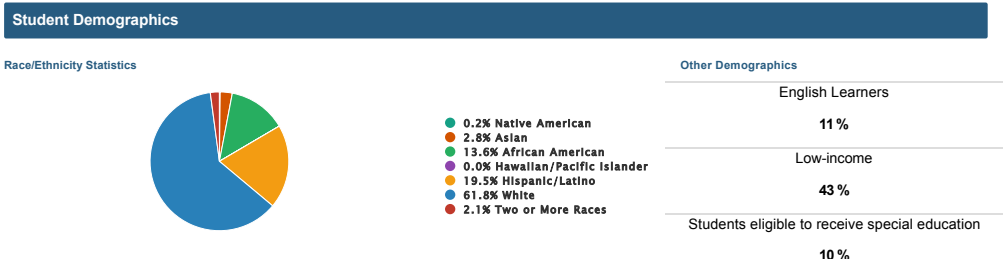 Student Demographics
Race/Ethnicity Statistics
0.2% Native American
2.8% Asian
13.6% African American
0.0% Hawaiian/Pacific Islander
19.5% Hispanic/Latino
61.8% White
2.1% Two or More Races
Other Demographics
English Learners
11 %
Low-income
43 %
Students eligible to receive special education
10 %